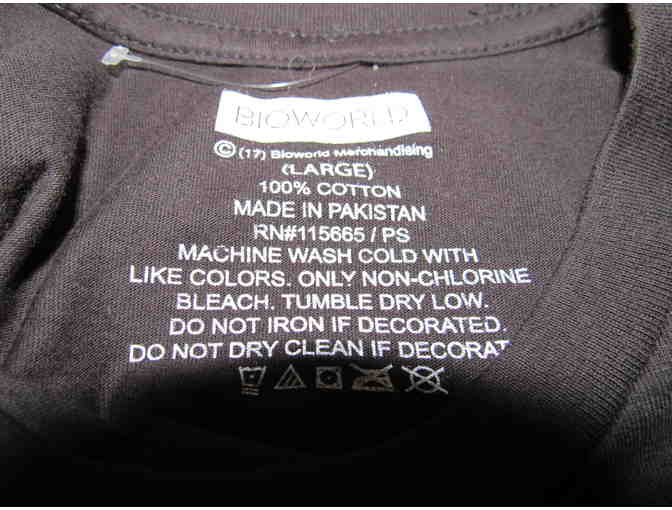 BIOWORLD
© (17) Bioworld Merchandising
(LARGE)
100% COTTON
MADE IN PAKISTAN
RN#115665 / PS
MACHINE WASH COLD WITH
LIKE COLORS. ONLY NON-CHLORINE
BLEACH. TUMBLE DRY LOW.
DO NOT IRON IF DECORATED.
DO NOT DRY CLEAN IF DECORAT